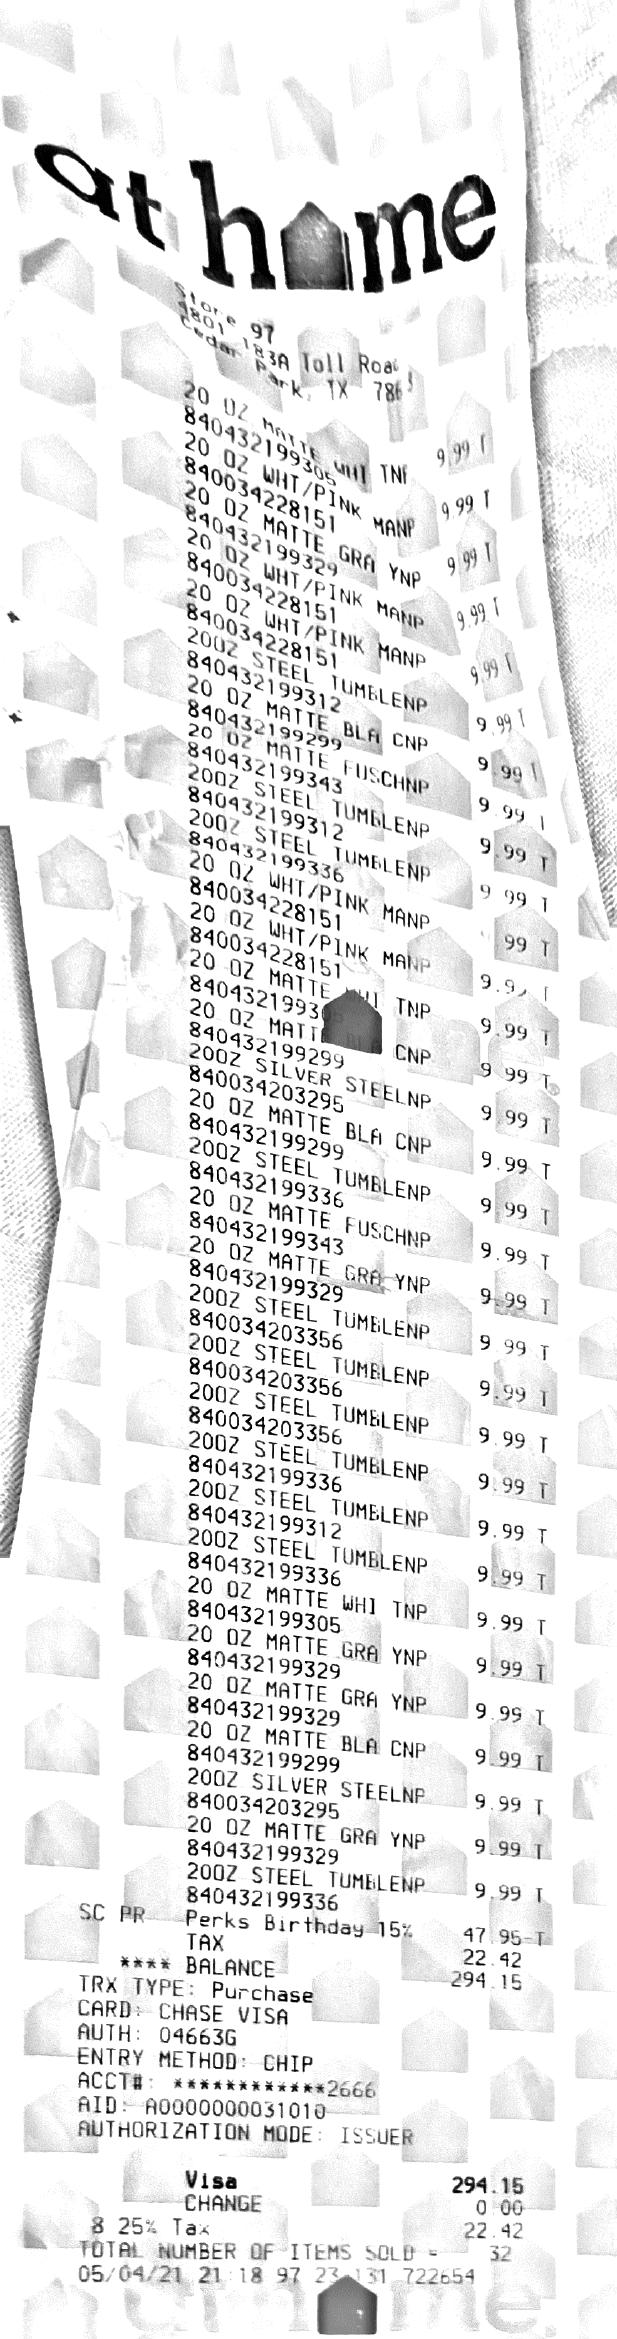 at home
Store 97
4801 183A Toll Road
Cedar Park, TX 786
20 OZ MATTE WHI TNP 9.99 T
840432199305
20 OZ WHT/PINK MANP 9.99 T
840034228151
20 OZ MATTE GRA YNP 9.99 T
840432199329
20 OZ WHT/PINK MANP 9.99 T
840034228151
20 OZ WHT/PINK MANP 9.99 T
840034228151
20OZ STEEL TUMBLENP 9.99 T
840432199312
20 OZ MATTE BLA CNP 9.99 T
840432199299
20 OZ MATTE FUSCHNP 9.99 T
840432199343
20OZ STEEL TUMBLENP 9.99 T
840432199312
20OZ STEEL TUMBLENP 9.99 T
840432199336
20 OZ WHT/PINK MANP 99 T
840034228151
20 OZ WHT/PINK MANP 9.99 T
840034228151
20 OZ MATTE WHI TNP 9.99 T
84043219930
20 OZ MATTE BLA CNP 9.99 T
840432199299
20OZ SILVER STEELNP 9.99 T
840034203295
20 OZ MATTE BLA CNP 9.99 T
840432199299
20OZ STEEL TUMBLENP 9.99 T
840432199336
20 OZ MATTE FUSCHNP 9.99 T
840432199343
20 OZ MATTE GRA YNP 9.99 T
840432199329
20OZ STEEL TUMBLENP 9.99 T
840034203356
20OZ STEEL TUMBLENP 9.99 T
840034203356
20OZ STEEL TUMBLENP 9.99 T
840034203356
20OZ STEEL TUMBLENP 9.99 T
840432199336
20OZ STEEL TUMBLENP 9.99 T
840432199312
20OZ STEEL TUMBLENP 9.99 T
840432199336
20 OZ MATTE WHI TNP 9.99 T
840432199305
20 OZ MATTE GRA YNP 9.99 T
840432199329
20 OZ MATTE GRA YNP 9.99 T
840432199329
20 OZ MATTE BLA CNP 9.99 T
840432199299
20OZ SILVER STEELNP 9.99 T
840034203295
20 OZ MATTE GRA YNP 9.99 T
840432199329
20OZ STEEL TUMBLENP 9.99 T
840432199336
SC PR Perks Birthday 15% 47.95-T
TAX 22.42
**** BALANCE 294.15
TRX TYPE: Purchase
CARD: CHASE VISA
AUTH: 04663G
ENTRY METHOD: CHIP
ACCT#: ************2666
AID: A0000000031010
AUTHORIZATION MODE: ISSUER
Visa 294.15
CHANGE 0.00
8.25% Tax 22.42
TOTAL NUMBER OF ITEMS SOLD = 32
05/04/21 21:18 97 23 131 722654